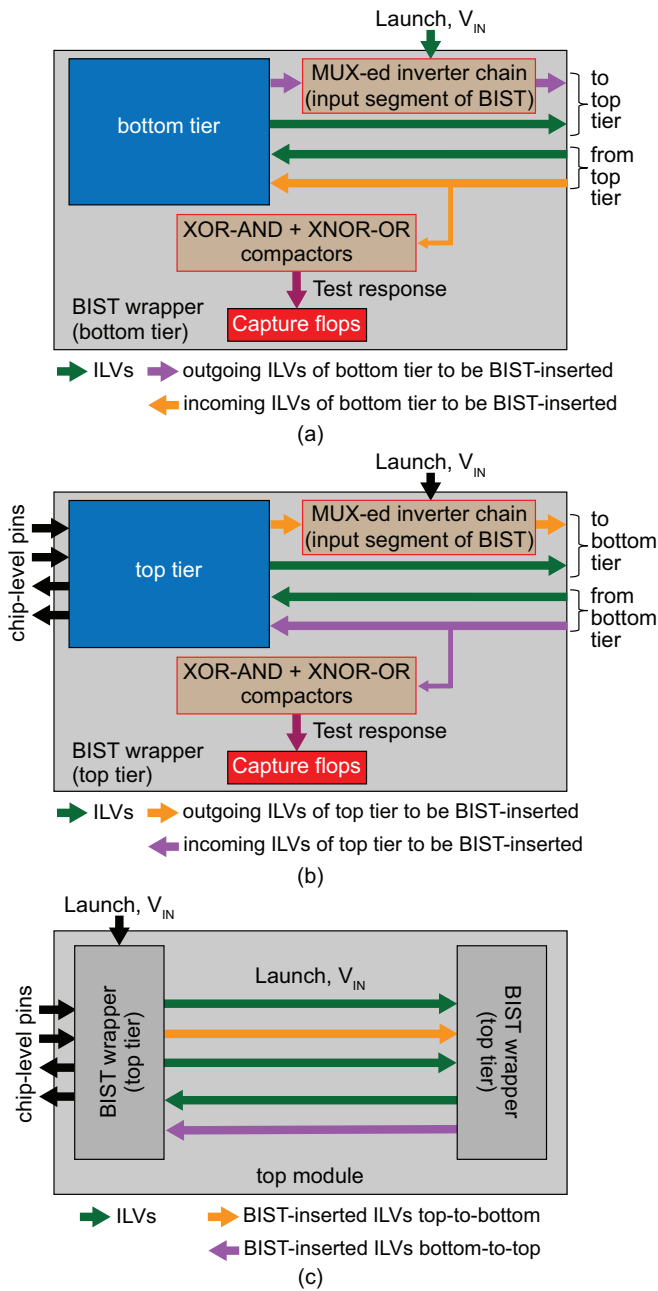 Launch, VIN
MUX-ed inverter chain
(input segment of BIST)
bottom tier
to
top
tier
from
top
tier
XOR-AND + XNOR-OR
compactors
Test response
BIST wrapper
(bottom tier)
Capture flops
ILVs
outgoing ILVs of bottom tier to be BIST-inserted
incoming ILVs of bottom tier to be BIST-inserted
(a)
Launch, VIN
MUX-ed inverter chain
(input segment of BIST)
top tier
chip-level pins
to
bottom
tier
from
bottom
tier
XOR-AND + XNOR-OR
compactors
Test response
BIST wrapper
(top tier)
Capture flops
ILVs
outgoing ILVs of top tier to be BIST-inserted
incoming ILVs of top tier to be BIST-inserted
(b)
Launch, VIN
chip-level pins
BIST wrapper
(top tier)
Launch, VIN
BIST wrapper
(top tier)
top module
ILVs
BIST-inserted ILVs top-to-bottom
BIST-inserted ILVs bottom-to-top
(c)